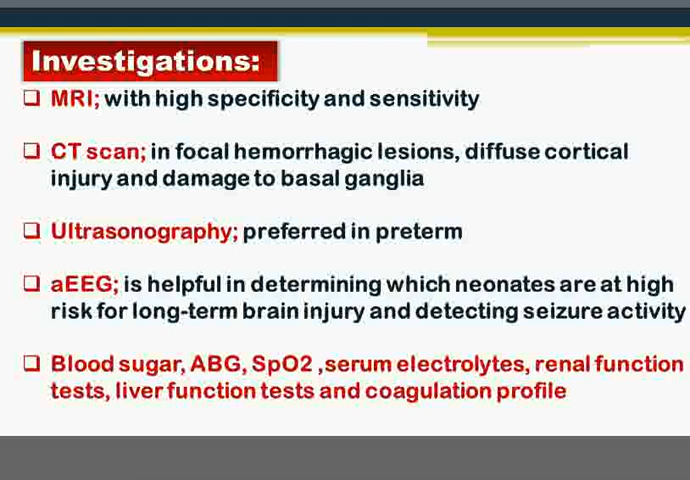 Investigations:
❑ MRI; with high specificity and sensitivity
❑ CT scan; in focal hemorrhagic lesions, diffuse cortical
injury and damage to basal ganglia
❑ Ultrasonography; preferred in preterm
❑ aEEG; is helpful in determining which neonates are at high
risk for long-term brain injury and detecting seizure activity
❑ Blood sugar, ABG, SpO2 ,serum electrolytes, renal function
tests, liver function tests and coagulation profile